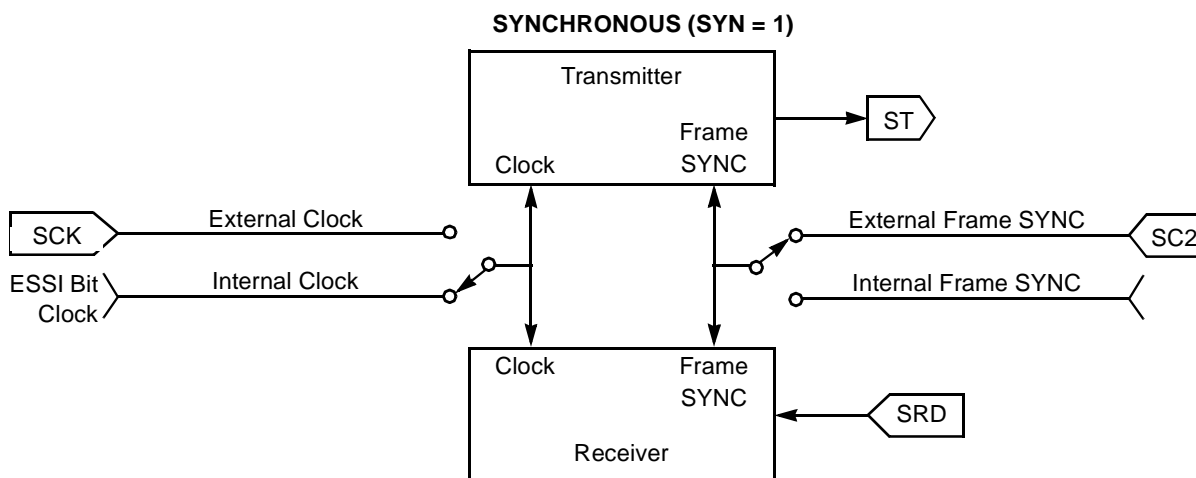 SYNCHRONOUS (SYN = 1)
Transmitter
ST
Frame
SYNC
Clock
SCK
External Clock
External Frame SYNC
SC2
ESSI Bit
Clock
Internal Clock
Internal Frame SYNC
Clock
Frame
SYNC
SRD
Receiver